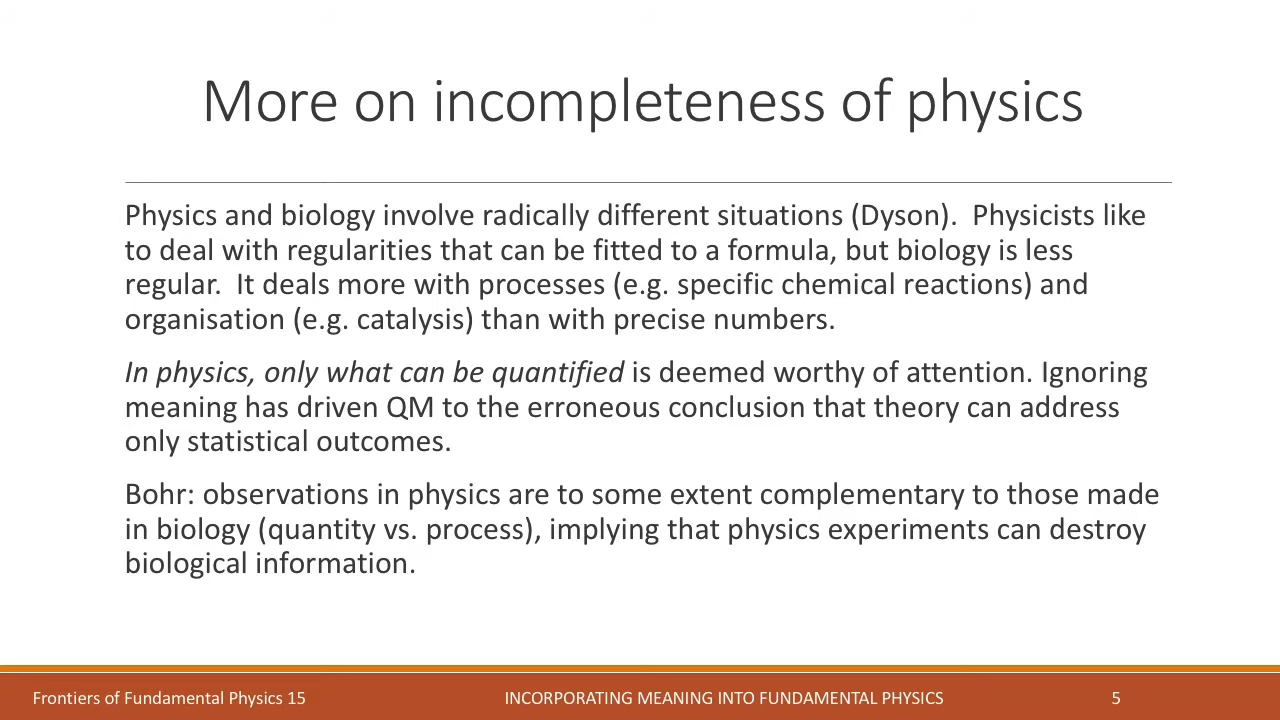 More on incompleteness of physics
Physics and biology involve radically different situations (Dyson).  Physicists like
to deal with regularities that can be fitted to a formula, but biology is less
regular.  It deals more with processes (e.g. specific chemical reactions) and
organisation (e.g. catalysis) than with precise numbers.
In physics, only what can be quantified is deemed worthy of attention. Ignoring
meaning has driven QM to the erroneous conclusion that theory can address
only statistical outcomes.
Bohr: observations in physics are to some extent complementary to those made
in biology (quantity vs. process), implying that physics experiments can destroy
biological information.
Frontiers of Fundamental Physics 15
INCORPORATING MEANING INTO FUNDAMENTAL PHYSICS
5